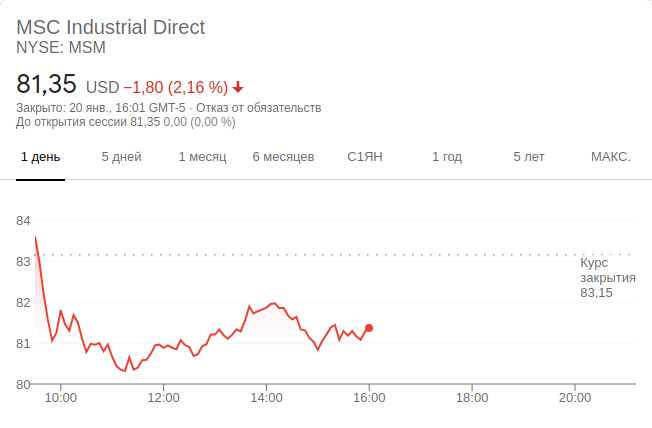 MSC Industrial Direct
NYSE: MSM
81,35 USD −1,80 (2,16 %)
Закрыто: 20 янв., 16:01 GMT-5 · Отказ от обязательств
До открытия сессии 81,35 0,00 (0,00 %)
1 день 5 дней 1 месяц 6 месяцев С1ЯН 1 год 5 лет МАКС.
84
83
82
81
80
Курс
закрытия
83,15
10:00 12:00 14:00 16:00 18:00 20:00